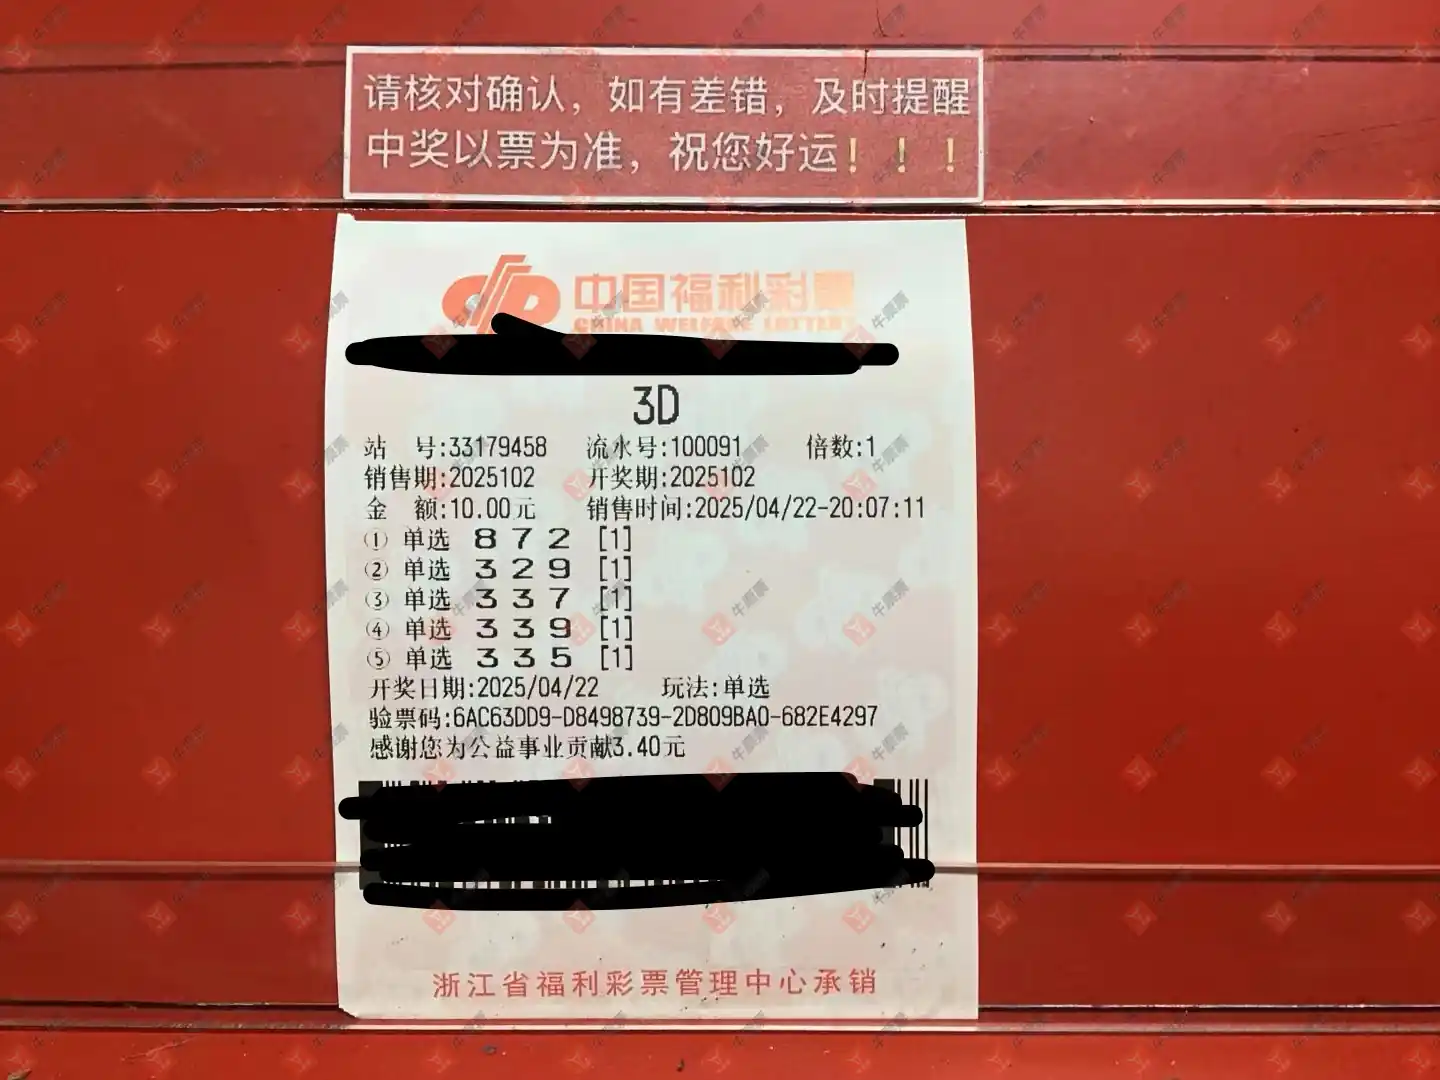 请核对确认，如有差错，及时提醒
中奖以票为准，祝您好运！！！
中国福利彩票
CHINA WELFARE LOTTERY
3D
站 号:33179458 流水号:100091 倍数:1
销售期:2025102 开奖期:2025102
金 额:10.00元 销售时间:2025/04/22-20:07:11
① 单选 8 7 2 [1]
② 单选 3 2 9 [1]
③ 单选 3 3 7 [1]
④ 单选 3 3 9 [1]
⑤ 单选 3 3 5 [1]
开奖日期:2025/04/22 玩法:单选
验票码:6AC63DD9-D8498739-2D809BA0-682E4297
感谢您为公益事业贡献3.40元
浙江省福利彩票管理中心承销
牛票票